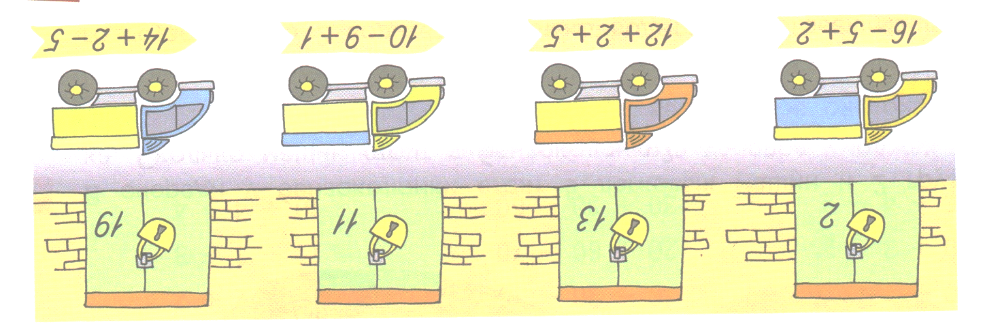 2
13
11
19
16 − 5 + 2
12 + 2 + 5
10 − 9 + 1
14 + 2 − 5